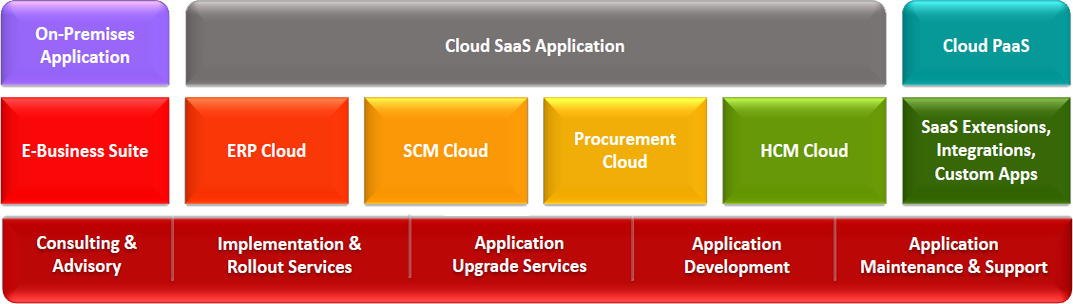 On-Premises
Application
Cloud SaaS Application
Cloud PaaS
E-Business Suite
ERP Cloud
SCM Cloud
Procurement
Cloud
HCM Cloud
SaaS Extensions,
Integrations,
Custom Apps
Consulting &
Advisory
Implementation &
Rollout Services
Application
Upgrade Services
Application
Development
Application
Maintenance & Support